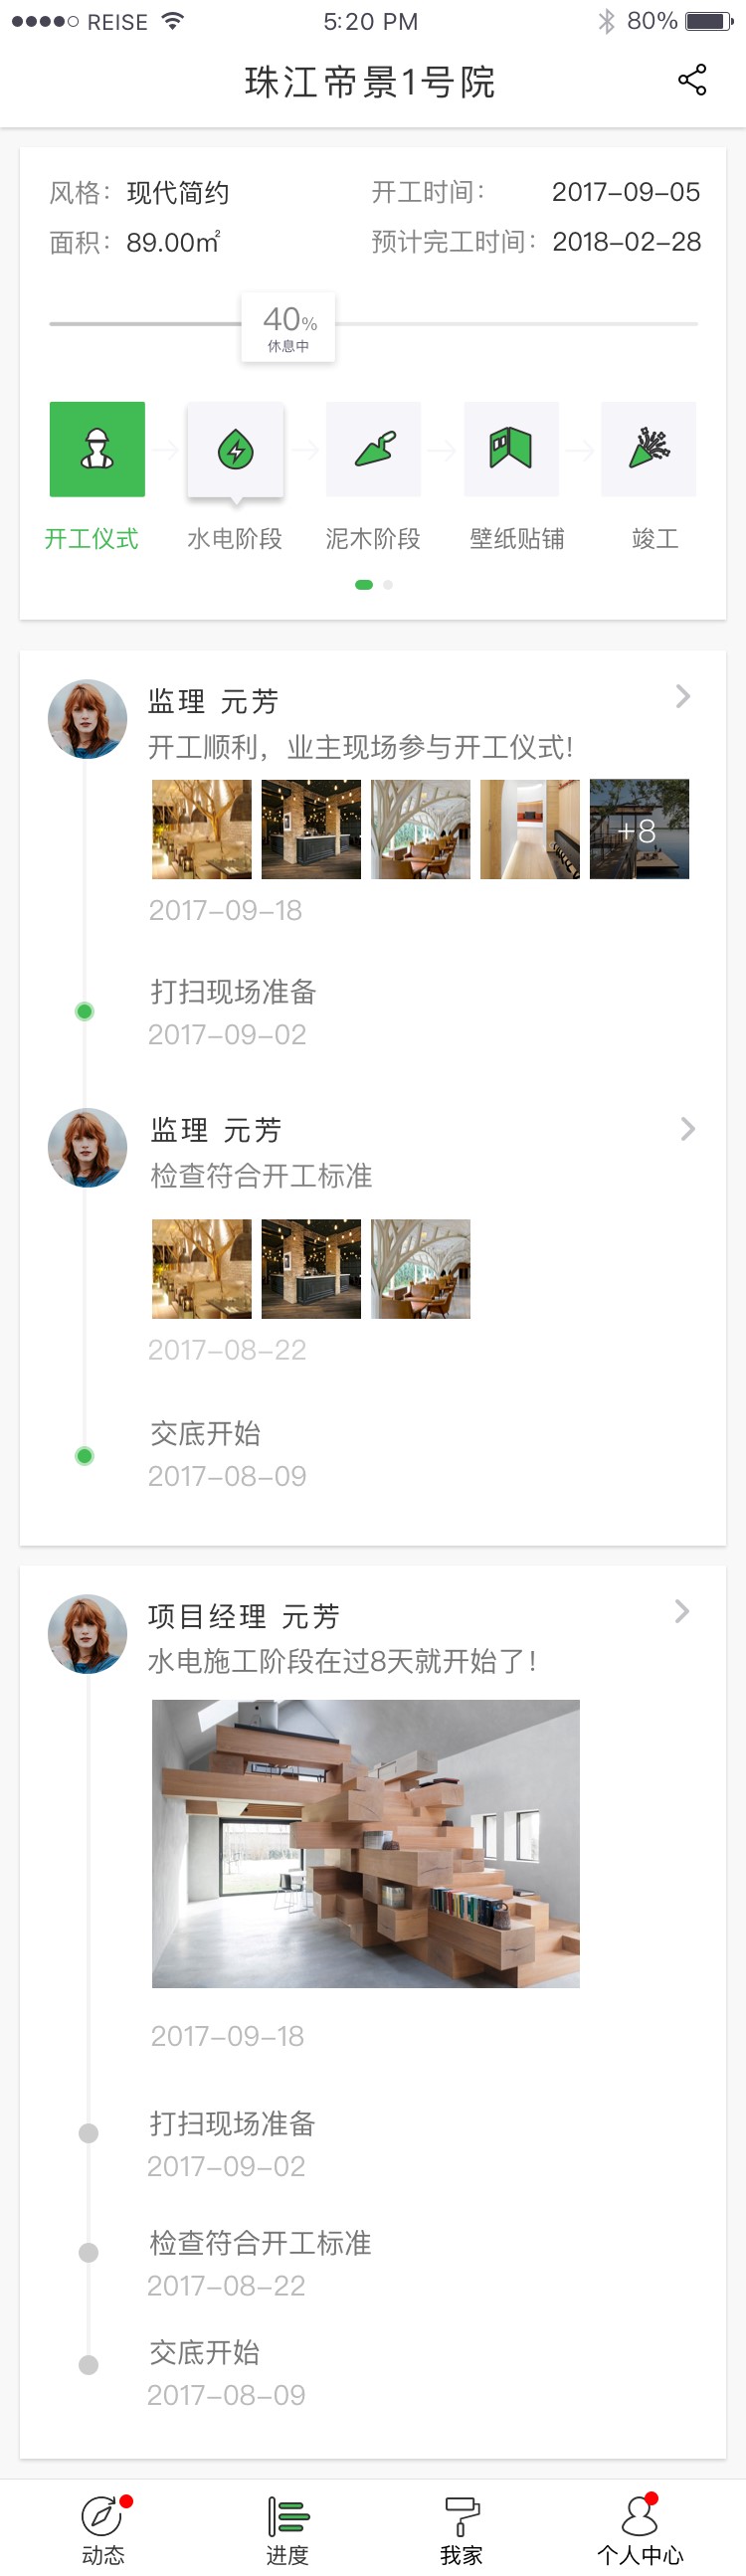 REISE 5:20 PM 80%
珠江帝景1号院
风格：现代简约 开工时间： 2017-09-05
面积：89.00㎡ 预计完工时间：2018-02-28
40%
休息中
开工仪式 水电阶段 泥木阶段 壁纸贴铺 竣工
监理 元芳
开工顺利，业主现场参与开工仪式!
+8
2017-09-18
打扫现场准备
2017-09-02
监理 元芳
检查符合开工标准
2017-08-22
交底开始
2017-08-09
项目经理 元芳
水电施工阶段在过8天就开始了！
2017-09-18
打扫现场准备
2017-09-02
检查符合开工标准
2017-08-22
交底开始
2017-08-09
动态 进度 我家 个人中心